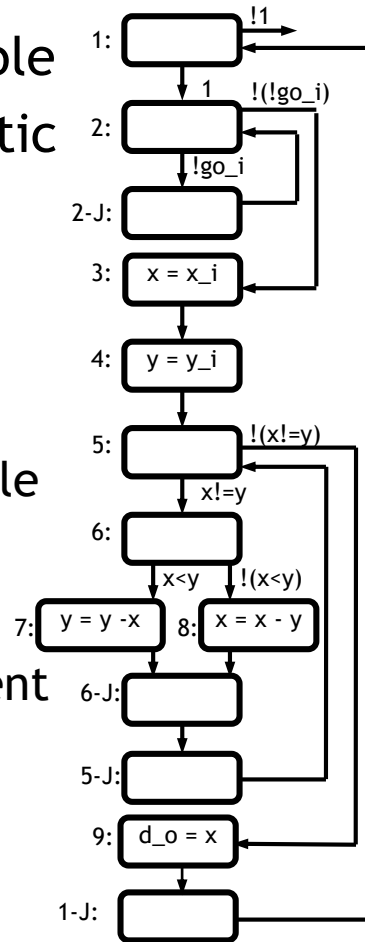 ple
tic
le
ent
1:
!1
1
2:
!(!go_i)
!go_i
2-J:
3:
x = x_i
4:
y = y_i
5:
!(x!=y)
x!=y
6:
x<y
!(x<y)
7:
y = y -x
8:
x = x - y
6-J:
5-J:
9:
d_o = x
1-J: